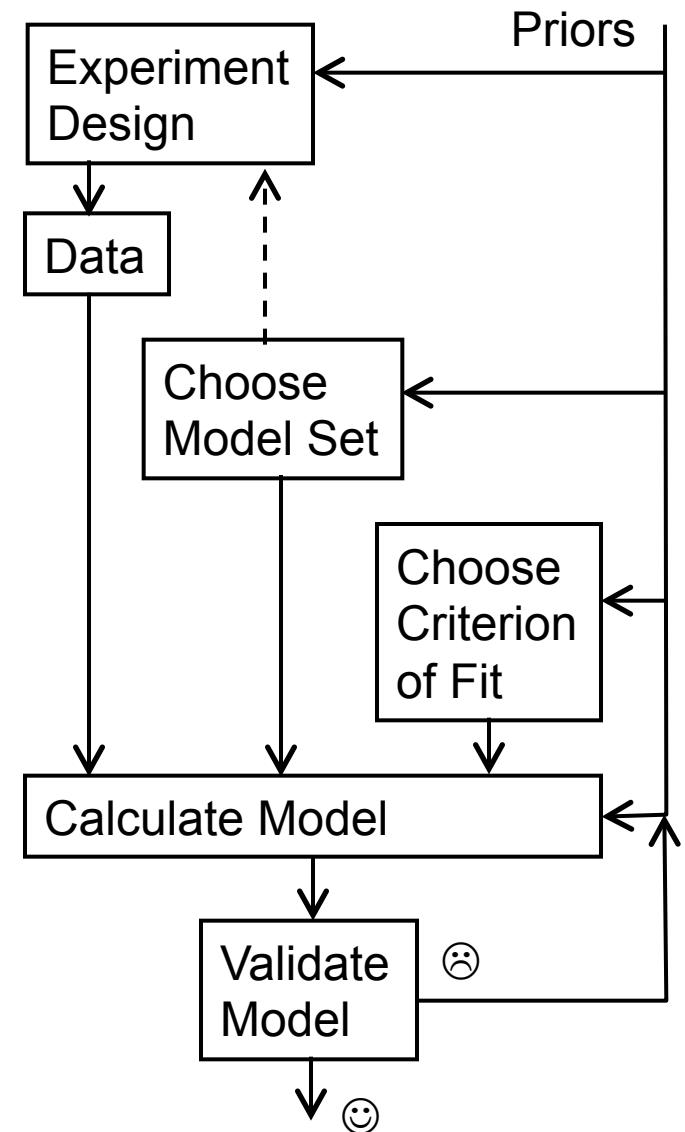 Priors
Experiment
Design
Data
Choose
Model Set
Choose
Criterion
of Fit
Calculate Model
Validate
Model
☹
☺